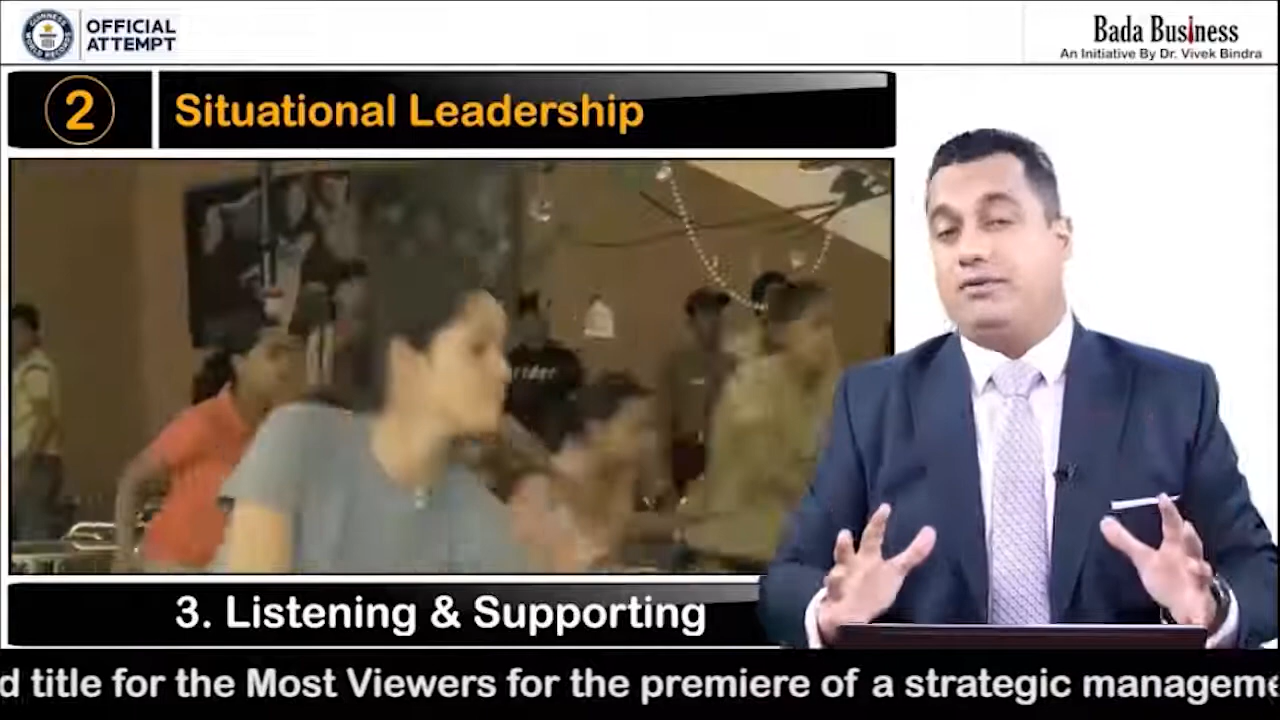 OFFICIAL
ATTEMPT
Bada Business
An Initiative By Dr. Vivek Bindra
2
Situational Leadership
3. Listening & Supporting
d title for the Most Viewers for the premiere of a strategic manageme